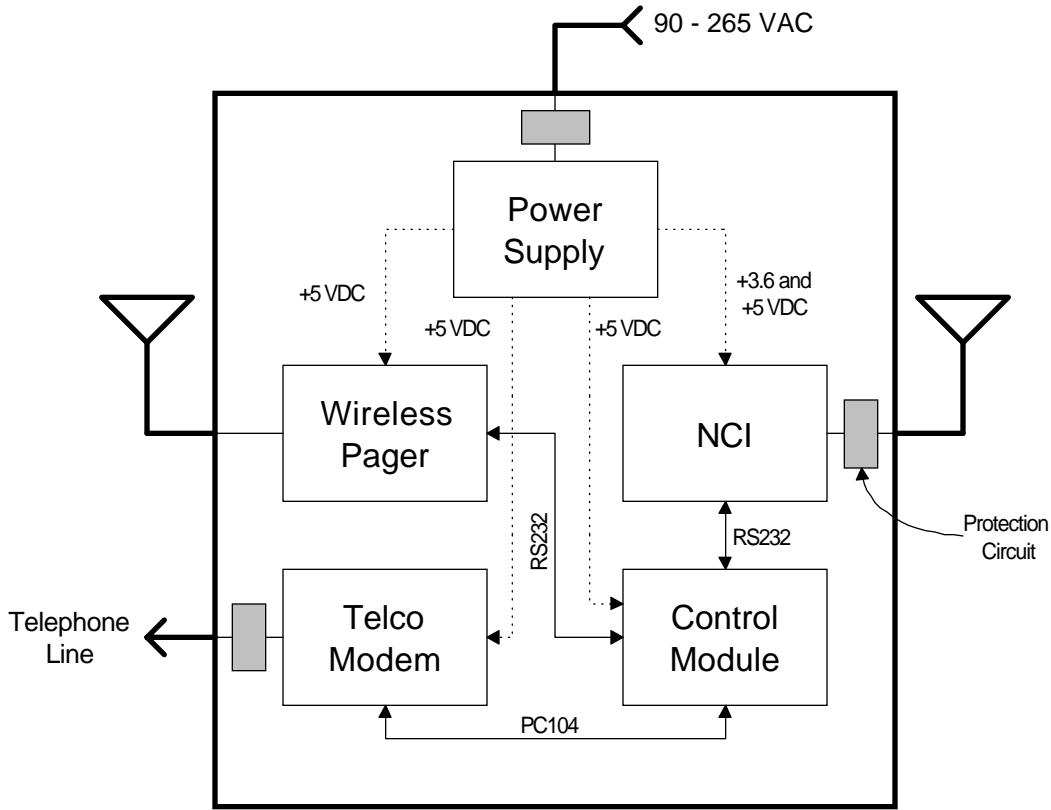 90 - 265 VAC
Power
Supply
+5 VDC
+5 VDC
+5 VDC
+3.6 and
+5 VDC
Wireless
Pager
NCI
RS232
RS232
Protection
Circuit
Telephone
Line
Telco
Modem
Control
Module
PC104